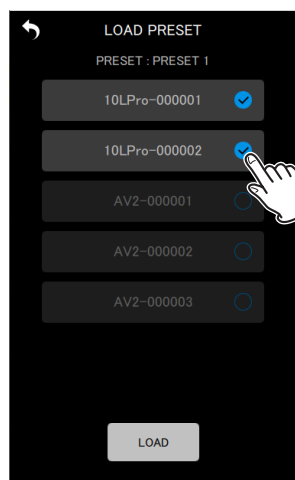 LOAD PRESET
PRESET : PRESET 1
10LPro-000001
10LPro-000002
AV2-000001
AV2-000002
AV2-000003
LOAD